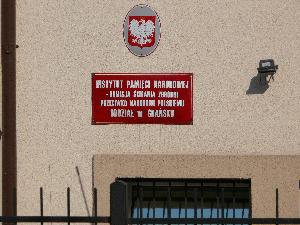 INSTYTUT PAMIĘCI NARODOWEJ
- KOMISJA ŚCIGANIA ZBRODNI
PRZECIWKO NARODOWI POLSKIEMU
ODDZIAŁ w GDAŃSKU